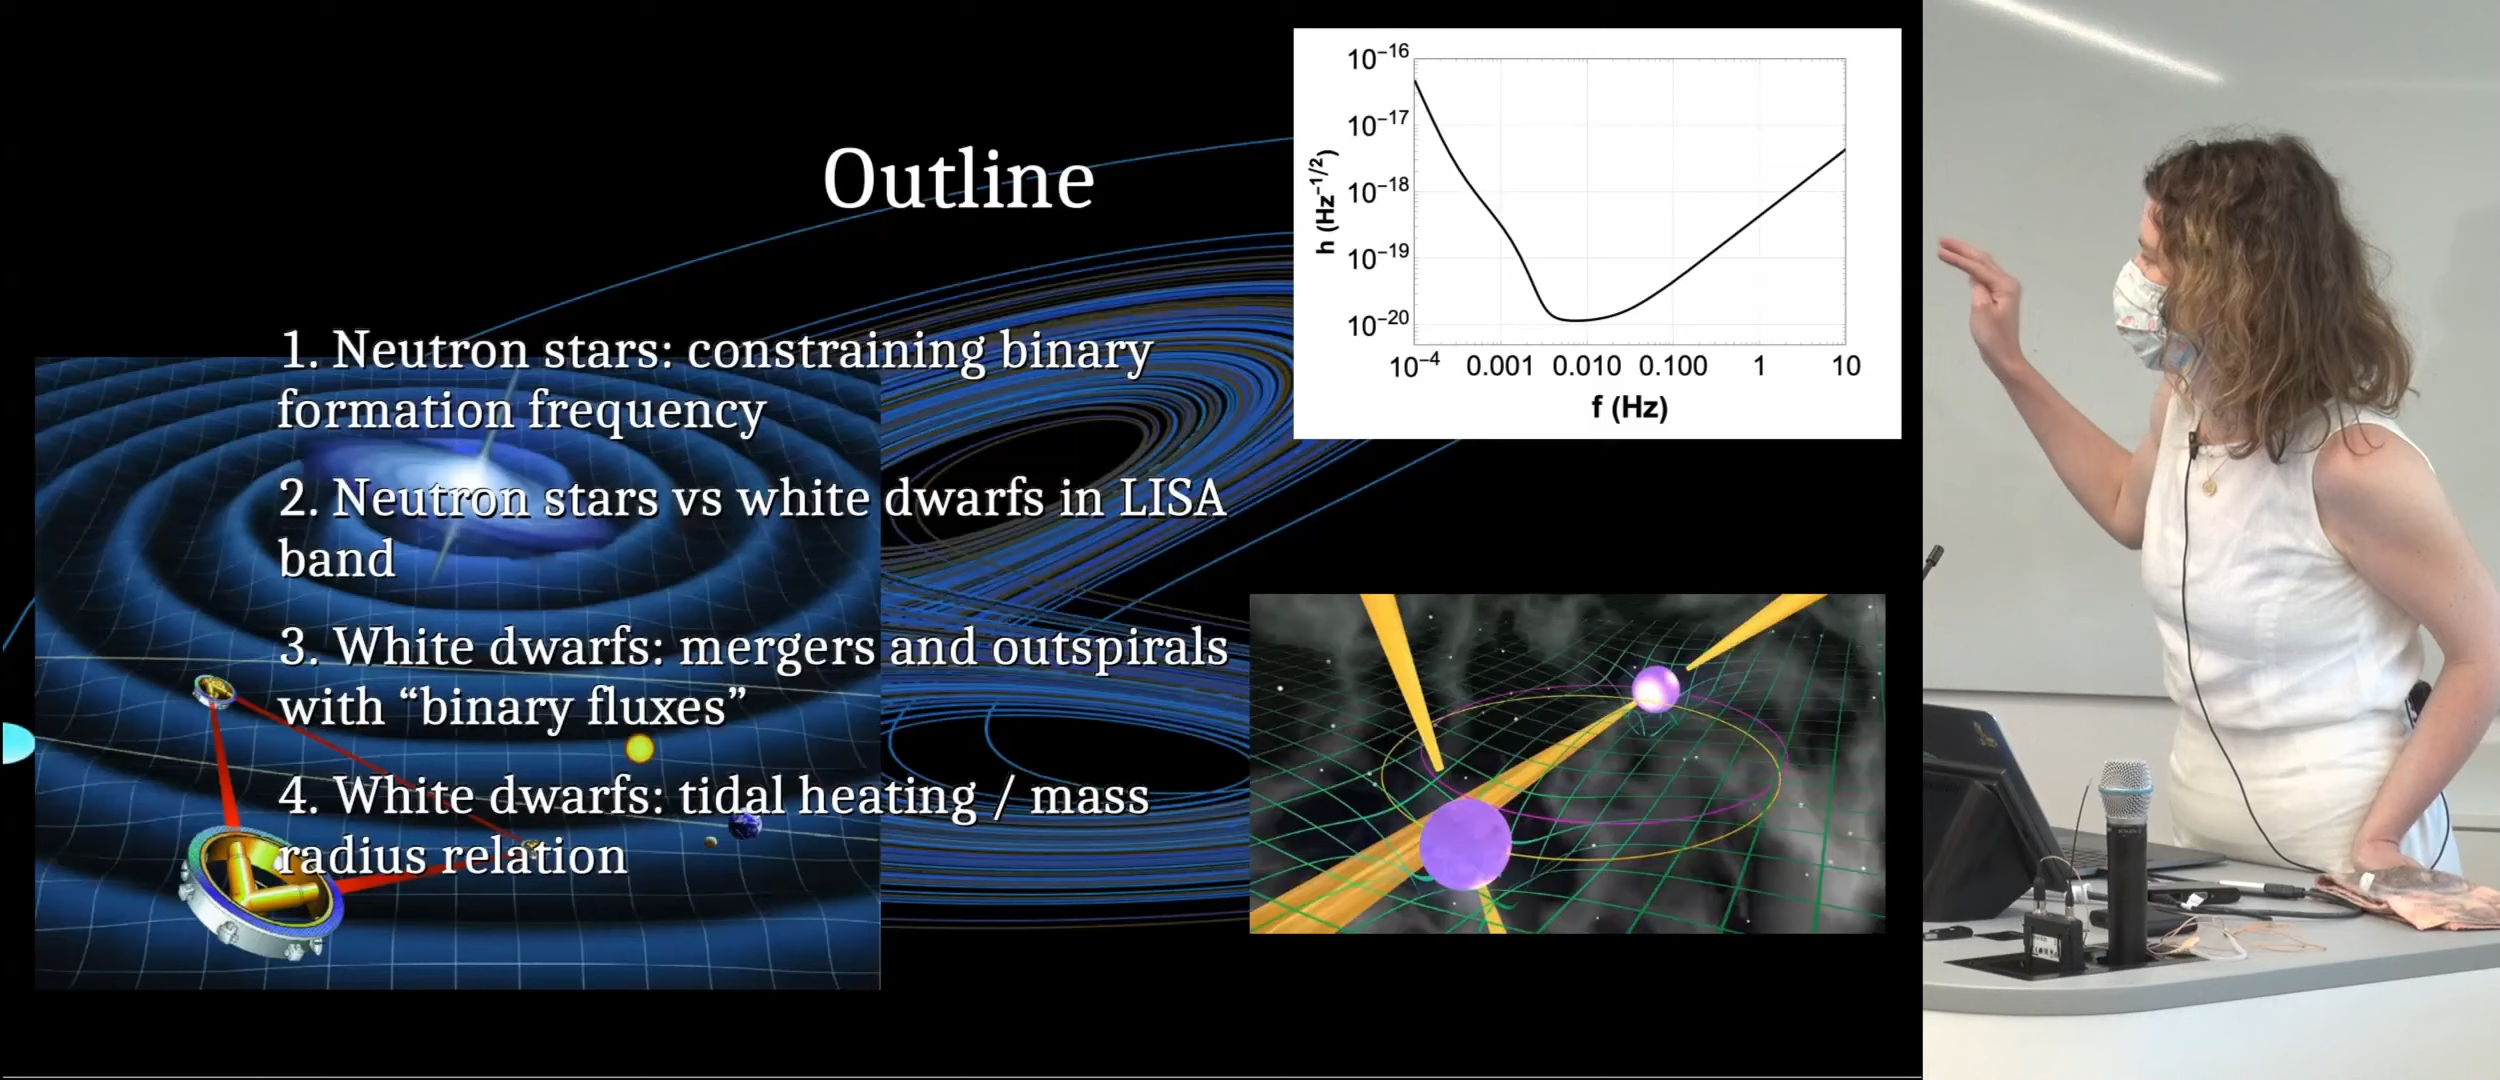 Outline
1. Neutron stars: constraining binary
formation frequency
2. Neutron stars vs white dwarfs in LISA
band
3. White dwarfs: mergers and outspirals
with “binary fluxes”
4. White dwarfs: tidal heating / mass
radius relation
h (Hz⁻¹/²)
10⁻¹⁶
10⁻¹⁷
10⁻¹⁸
10⁻¹⁹
10⁻²⁰
10⁻⁴ 0.001 0.010 0.100 1 10
f (Hz)